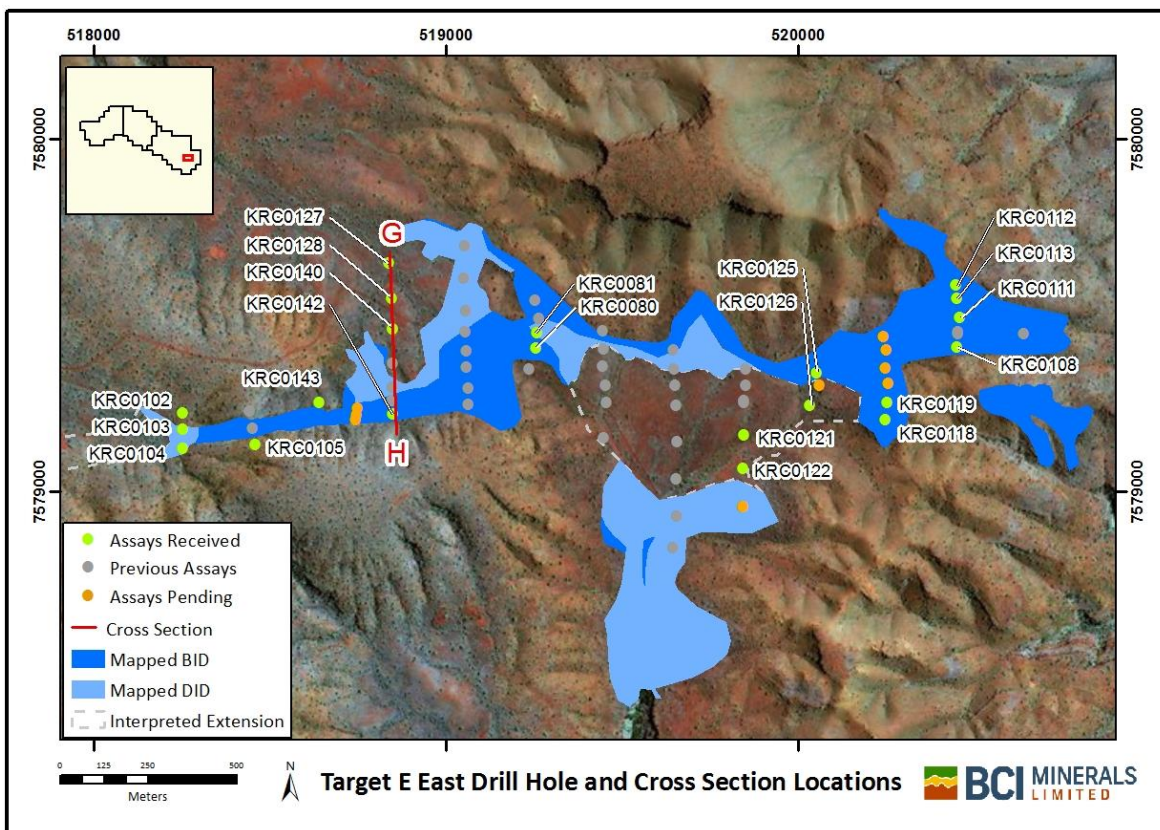 518000
519000
520000
7580000
7580000
KRC0127
KRC0128
KRC0140
KRC0142
G
KRC0081
KRC0080
KRC0125
KRC0126
KRC0112
KRC0113
KRC0111
KRC0108
KRC0143
KRC0102
KRC0103
KRC0104
KRC0105
H
KRC0119
KRC0118
KRC0121
KRC0122
7579000
7579000
Assays Received
Previous Assays
Assays Pending
Cross Section
Mapped BID
Mapped DID
Interpreted Extension
0 125 250 500
Meters
N
Target E East Drill Hole and Cross Section Locations
BCI MINERALS
LIMITED